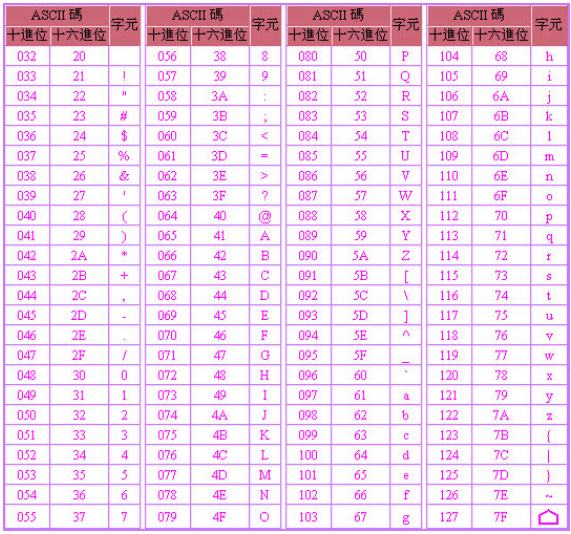 ASCII 碼 字元 ASCII 碼 字元 ASCII 碼 字元 ASCII 碼 字元
十進位 十六進位 十進位 十六進位 十進位 十六進位 十進位 十六進位
032 20 056 38 8 080 50 P 104 68 h
033 21 ! 057 39 9 081 51 Q 105 69 i
034 22 " 058 3A : 082 52 R 106 6A j
035 23 # 059 3B ; 083 53 S 107 6B k
036 24 $ 060 3C < 084 54 T 108 6C l
037 25 % 061 3D = 085 55 U 109 6D m
038 26 & 062 3E > 086 56 V 110 6E n
039 27 ' 063 3F ? 087 57 W 111 6F o
040 28 ( 064 40 @ 088 58 X 112 70 p
041 29 ) 065 41 A 089 59 Y 113 71 q
042 2A * 066 42 B 090 5A Z 114 72 r
043 2B + 067 43 C 091 5B [ 115 73 s
044 2C , 068 44 D 092 5C \ 116 74 t
045 2D - 069 45 E 093 5D ] 117 75 u
046 2E . 070 46 F 094 5E ^ 118 76 v
047 2F / 071 47 G 095 5F _ 119 77 w
048 30 0 072 48 H 096 60 ` 120 78 x
049 31 1 073 49 I 097 61 a 121 79 y
050 32 2 074 4A J 098 62 b 122 7A z
051 33 3 075 4B K 099 63 c 123 7B {
052 34 4 076 4C L 100 64 d 124 7C |
053 35 5 077 4D M 101 65 e 125 7D }
054 36 6 078 4E N 102 66 f 126 7E ~
055 37 7 079 4F O 103 67 g 127 7F ⌂